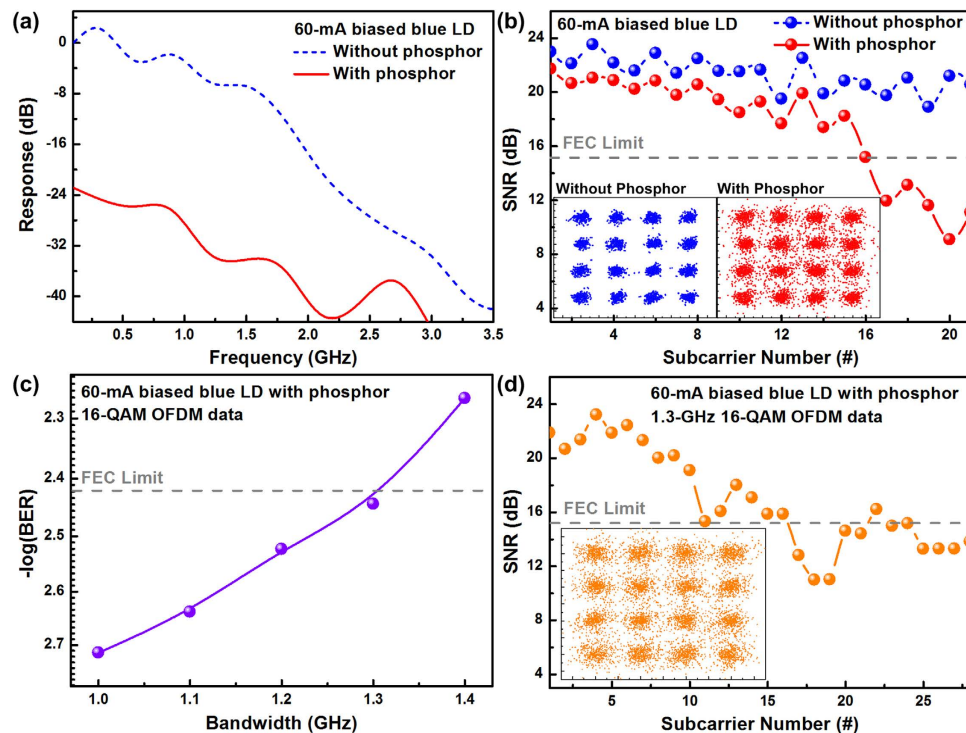 (a)
60-mA biased blue LD
Without phosphor
With phosphor
0
-8
-16
-24
-32
-40
Response (dB)
0.5 1.0 1.5 2.0 2.5 3.0 3.5
Frequency (GHz)
(b)
60-mA biased blue LD
Without phosphor
With phosphor
24
20
16
12
8
4
SNR (dB)
FEC Limit
Without Phosphor
With Phosphor
4 8 12 16 20
Subcarrier Number (#)
(c)
60-mA biased blue LD with phosphor
16-QAM OFDM data
2.3
2.4
2.5
2.6
2.7
-log(BER)
FEC Limit
1.0 1.1 1.2 1.3 1.4
Bandwidth (GHz)
(d)
60-mA biased blue LD with phosphor
1.3-GHz 16-QAM OFDM data
24
20
16
12
8
4
SNR (dB)
FEC Limit
5 10 15 20 25
Subcarrier Number (#)